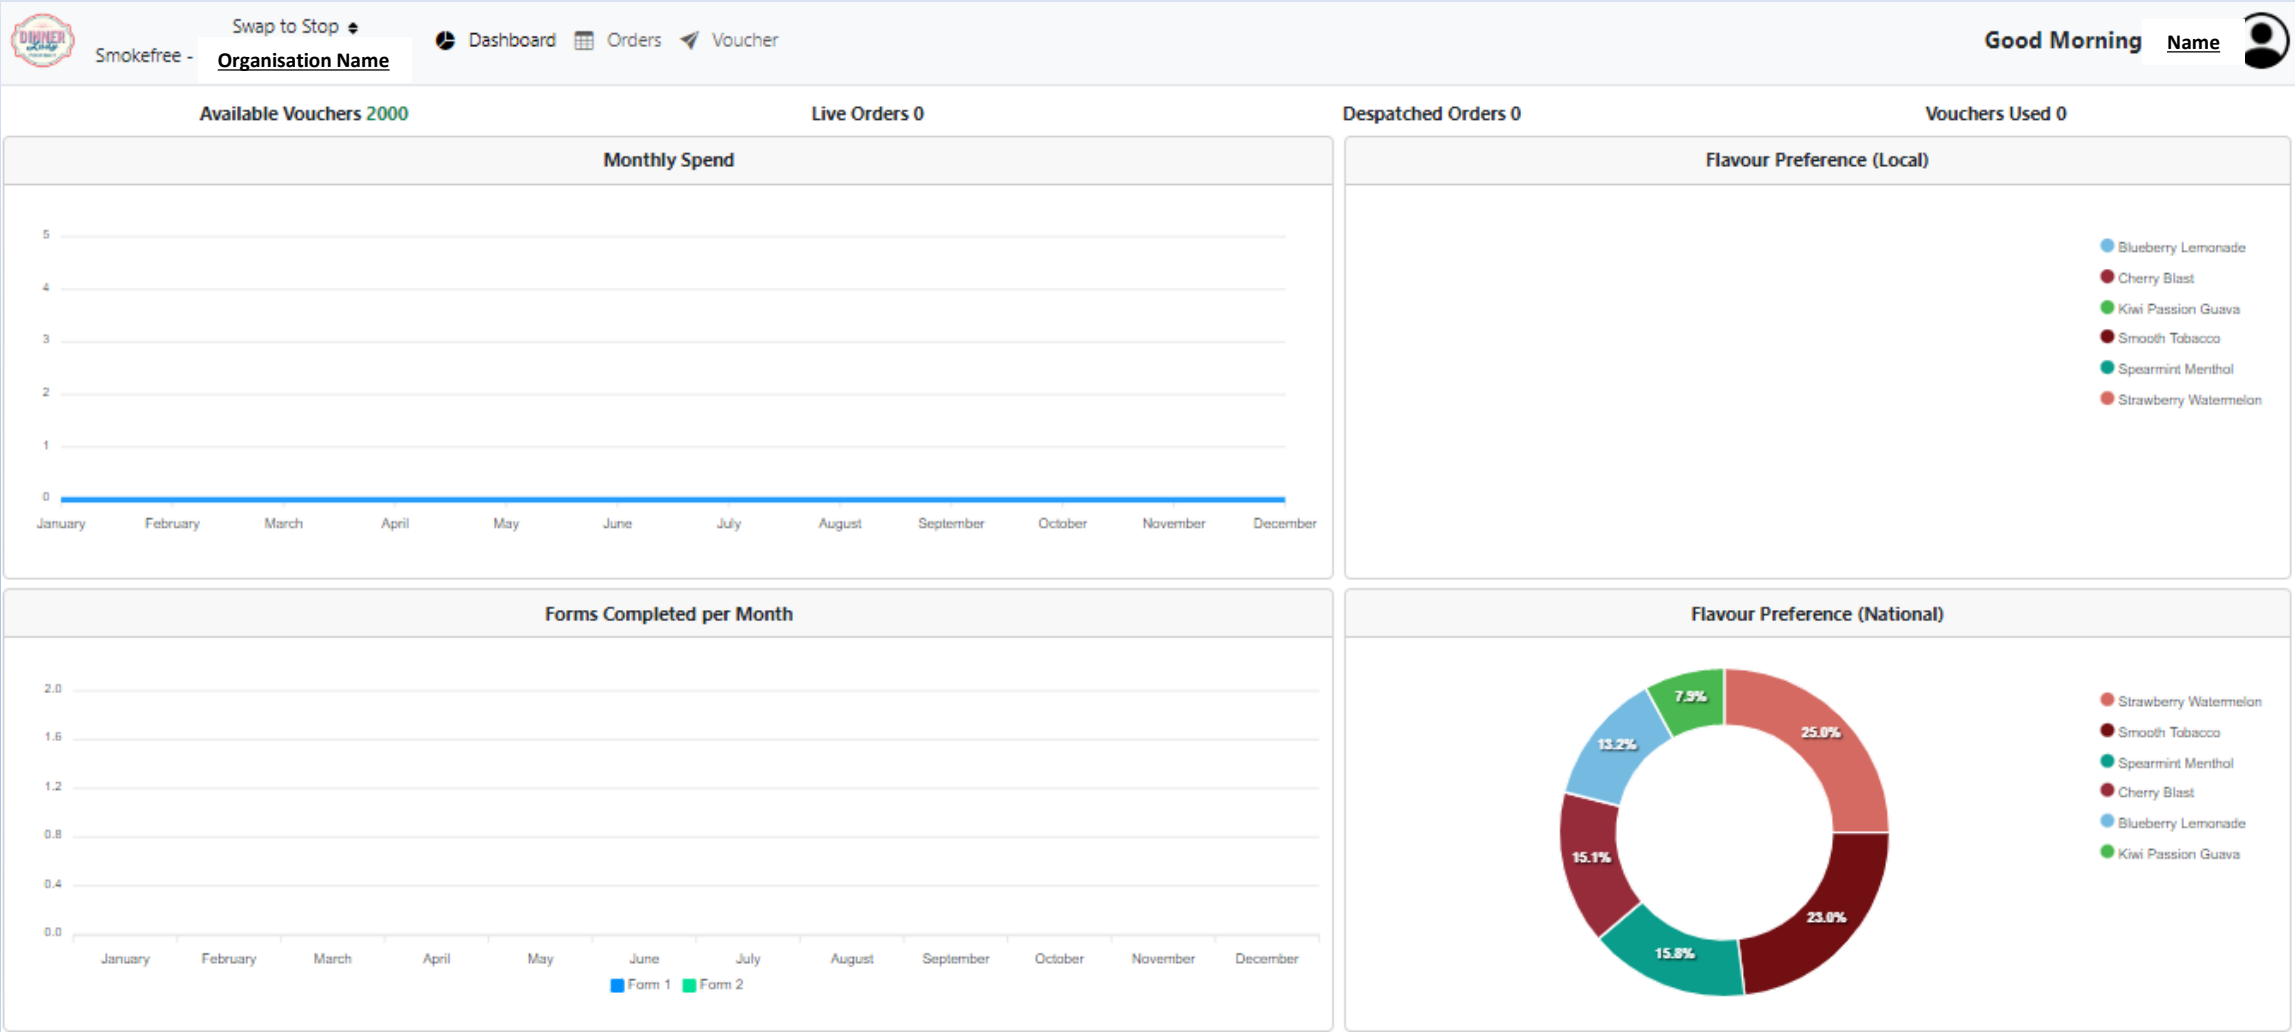 DINNER
Lady
Swap to Stop
Smokefree - Organisation Name
Dashboard Orders Voucher
Good Morning Name
Available Vouchers 2000 Live Orders 0 Despatched Orders 0 Vouchers Used 0
Monthly Spend
5
4
3
2
1
0
January February March April May June July August September October November December
Flavour Preference (Local)
Blueberry Lemonade
Cherry Blast
Kiwi Passion Guava
Smooth Tobacco
Spearmint Menthol
Strawberry Watermelon
Forms Completed per Month
2.0
1.6
1.2
0.8
0.4
0.0
January February March April May June July August September October November December
Form 1 Form 2
Flavour Preference (National)
7.9%
25.0%
13.2%
15.1%
23.0%
15.8%
Strawberry Watermelon
Smooth Tobacco
Spearmint Menthol
Cherry Blast
Blueberry Lemonade
Kiwi Passion Guava